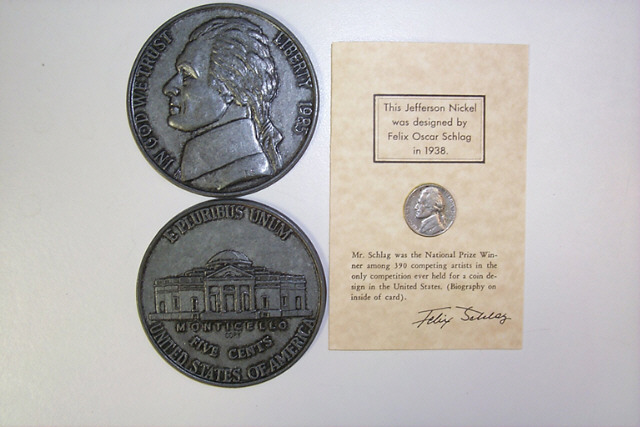 IN GOD WE TRUST
LIBERTY 1985
E PLURIBUS UNUM
MONTICELLO
FIVE CENTS
UNITED STATES OF AMERICA
This Jefferson Nickel
was designed by
Felix Oscar Schlag
in 1938.
Mr. Schlag was the National Prize Win-
ner among 390 competing artists in the
only competition ever held for a coin de-
sign in the United States. (Biography on
inside of card).
Felix Schlag